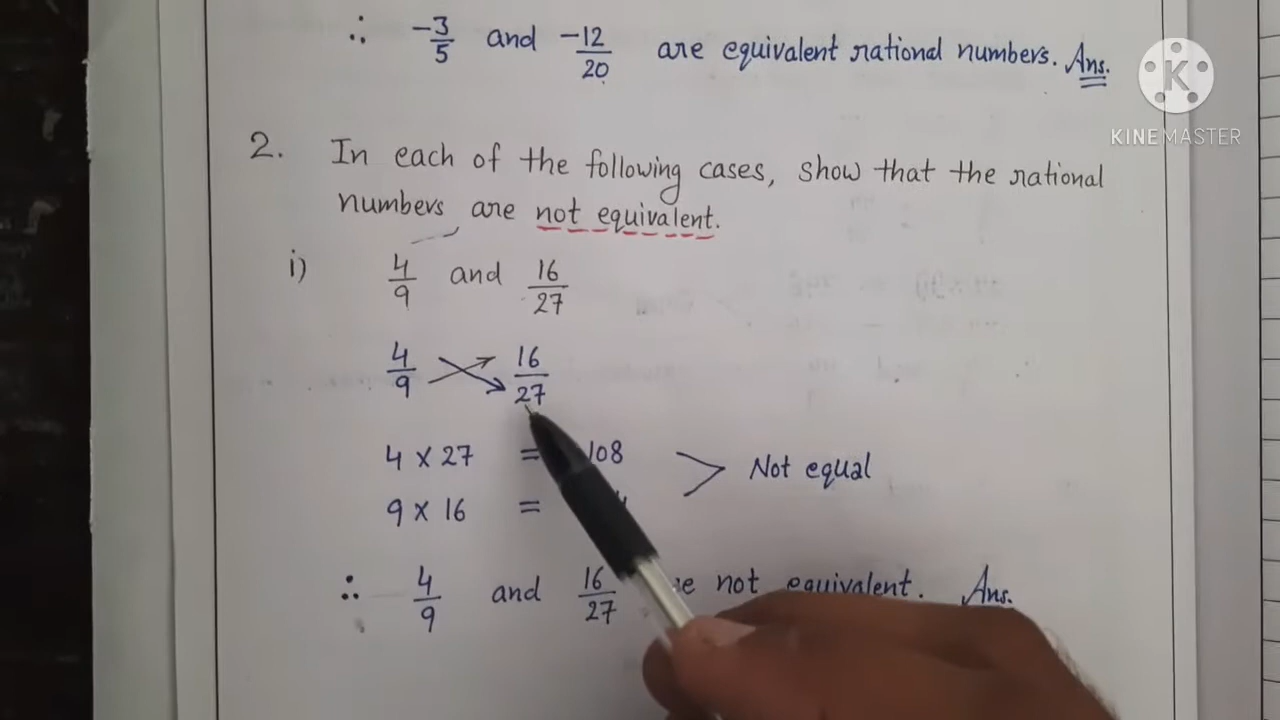 ∴ -3/5 and -12/20 are equivalent rational numbers. Ans.
KINEMASTER
2. In each of the following cases, show that the rational
numbers are not equivalent.
i) 4/9 and 16/27
4/9 16/27
4 × 27 = 108
Not equal
9 × 16 =
∴ 4/9 and 16/27 not equivalent. Ans.